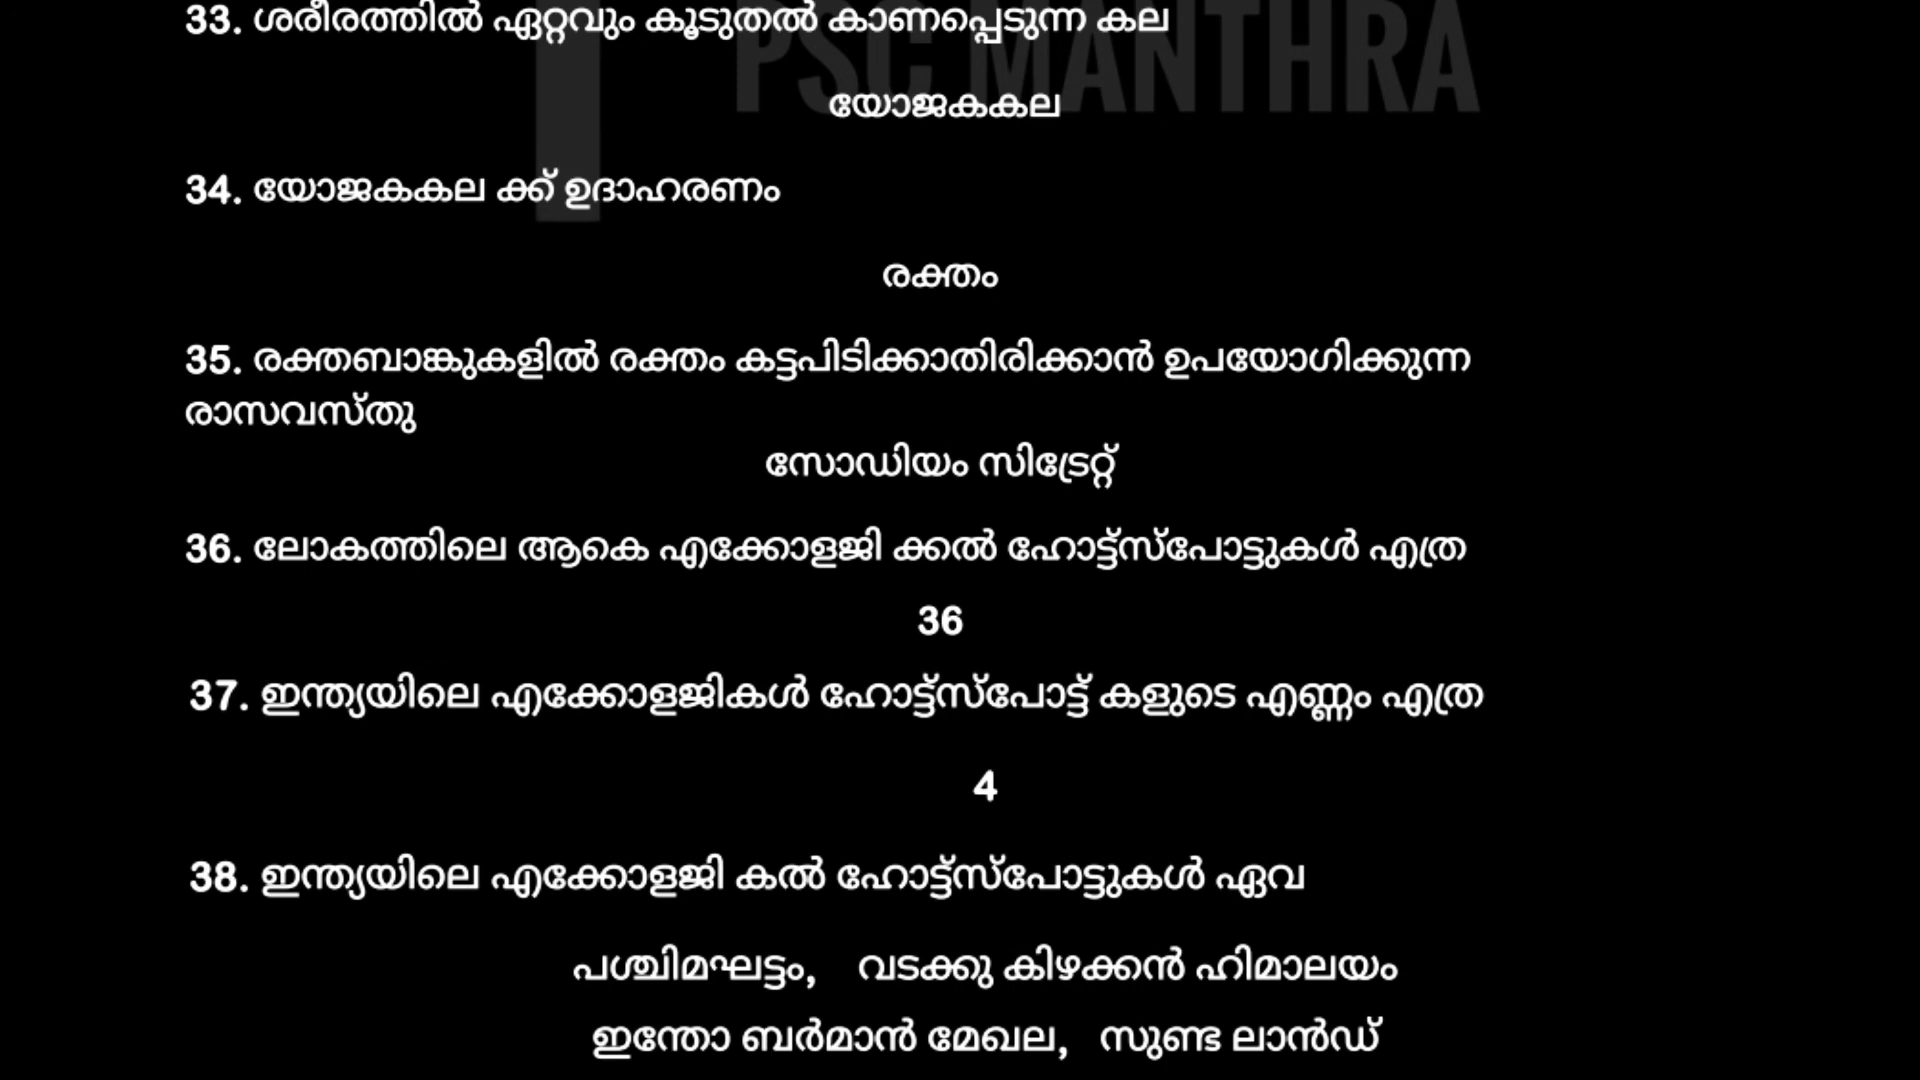 PSC MANTHRA
33. ശരീരത്തിൽ ഏറ്റവും കൂടുതൽ കാണപ്പെടുന്ന കല
യോജകകല
34. യോജകകല ക്ക് ഉദാഹരണം
രക്തം
35. രക്തബാങ്കുകളിൽ രക്തം കട്ടപിടിക്കാതിരിക്കാൻ ഉപയോഗിക്കുന്ന
രാസവസ്തു
സോഡിയം സിട്രേറ്റ്
36. ലോകത്തിലെ ആകെ എക്കോളജി ക്കൽ ഹോട്ട്സ്പോട്ടുകൾ എത്ര
36
37. ഇന്ത്യയിലെ എക്കോളജികൾ ഹോട്ട്സ്പോട്ട് കളുടെ എണ്ണം എത്ര
4
38. ഇന്ത്യയിലെ എക്കോളജി കൽ ഹോട്ട്സ്പോട്ടുകൾ ഏവ
പശ്ചിമഘട്ടം, വടക്കു കിഴക്കൻ ഹിമാലയം
ഇന്തോ ബർമാൻ മേഖല, സുണ്ട ലാൻഡ്